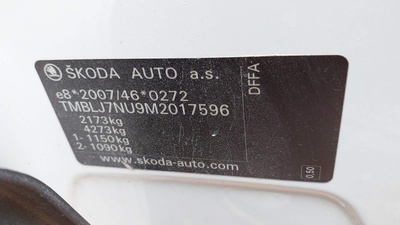 ŠKODA AUTO a.s.
e8*2007/46*0272
TMBLJ7NU9M2017596
2173kg
4273kg
1-1150kg
2-1090kg
www.skoda-auto.com
DFFA
0,50